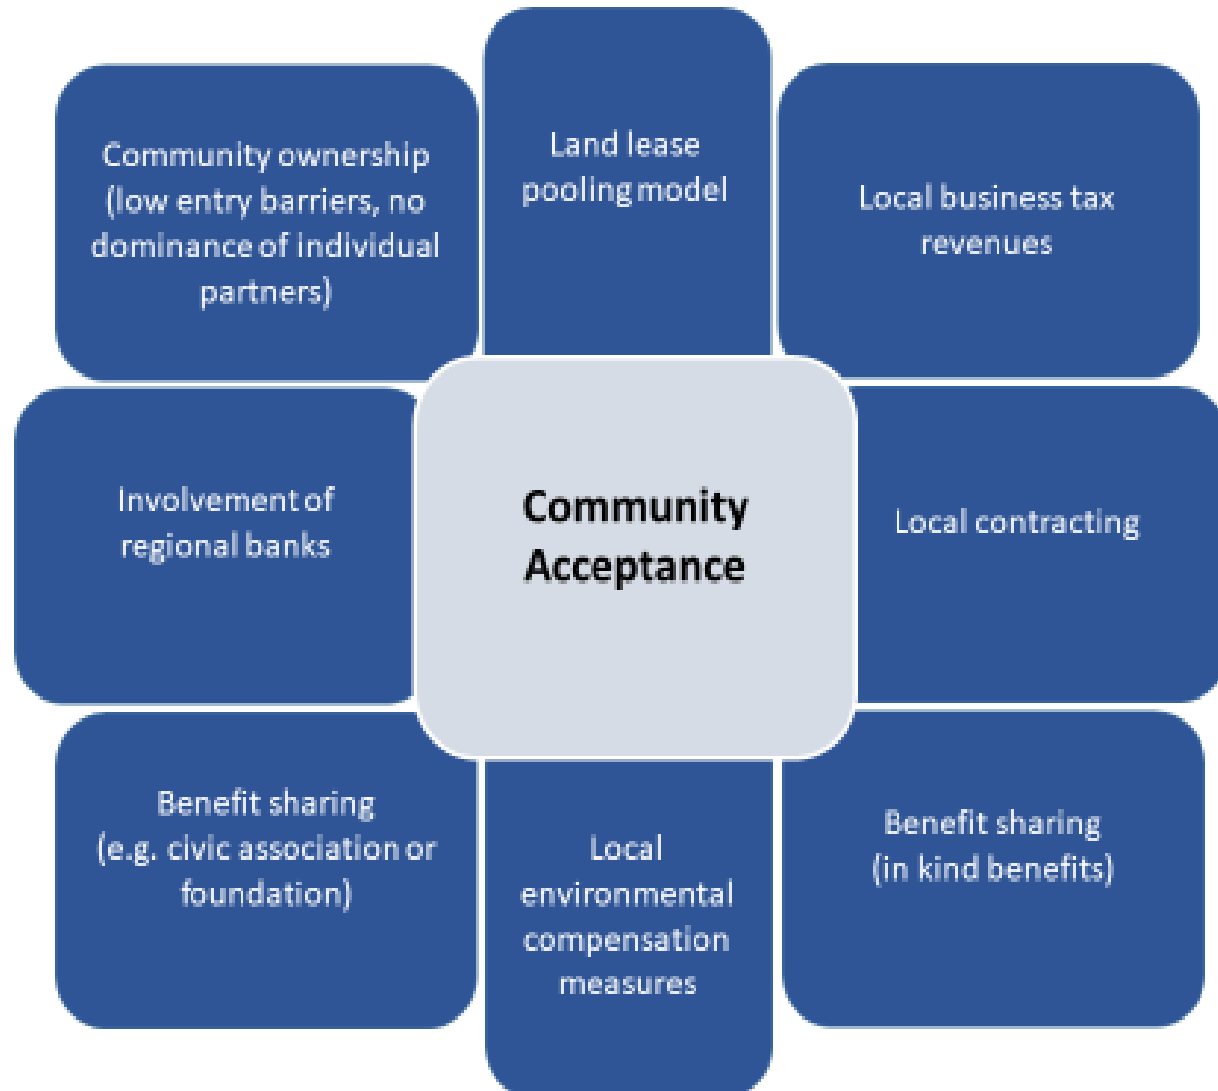 Community ownership
(low entry barriers, no
dominance of individual
partners)
Land lease
pooling model
Local business tax
revenues
Involvement of
regional banks
Community
Acceptance
Local contracting
Benefit sharing
(e.g. civic association or
foundation)
Local
environmental
compensation
measures
Benefit sharing
(in kind benefits)